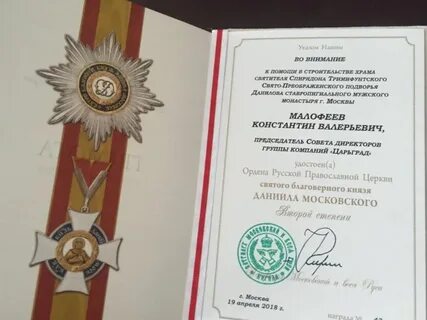 Указом Нашим
ВО ВНИМАНИЕ
К ПОМОЩИ В СТРОИТЕЛЬСТВЕ ХРАМА
СВЯТИТЕЛЯ СПИРИДОНА ТРИМИФУНТСКОГО
СВЯТО-ПРЕОБРАЖЕНСКОГО ПОДВОРЬЯ
ДАНИЛОВА СТАВРОПИГИАЛЬНОГО МУЖСКОГО
МОНАСТЫРЯ Г. МОСКВЫ
МАЛОФЕЕВ
КОНСТАНТИН ВАЛЕРЬЕВИЧ,
ПРЕДСЕДАТЕЛЬ СОВЕТА ДИРЕКТОРОВ
ГРУППЫ КОМПАНИЙ «ЦАРЬГРАД»
удостоен(а)
Ордена Русской Православной Церкви
святого благоверного князя
ДАНИИЛА МОСКОВСКОГО
Второй степени
Московский и всея Руси
г. Москва
19 апреля 2018 г.
награда №